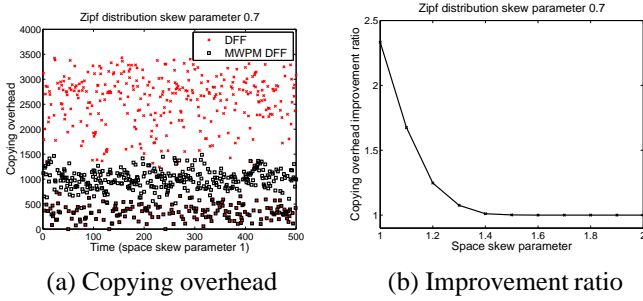 Zipf distribution skew parameter 0.7
4000
3500
3000
2500
2000
1500
1000
500
0
Copying overhead
DFF
MWPM DFF
0 100 200 300 400 500
Time (space skew parameter 1)
(a) Copying overhead
Zipf distribution skew parameter 0.7
2.5
2
1.5
1
Copying overhead improvement ratio
1 1.2 1.4 1.6 1.8 2
Space skew parameter
(b) Improvement ratio